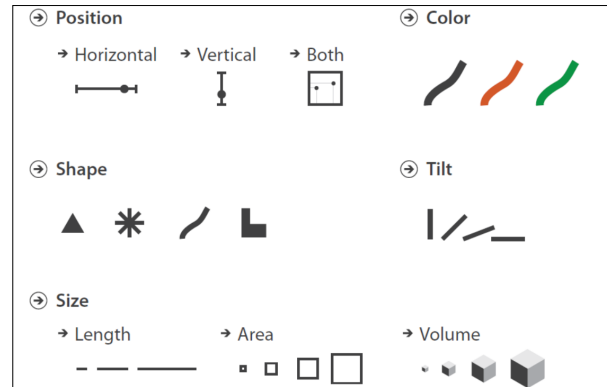 Position
Color
Horizontal
Vertical
Both
Shape
Tilt
Size
Length
Area
Volume